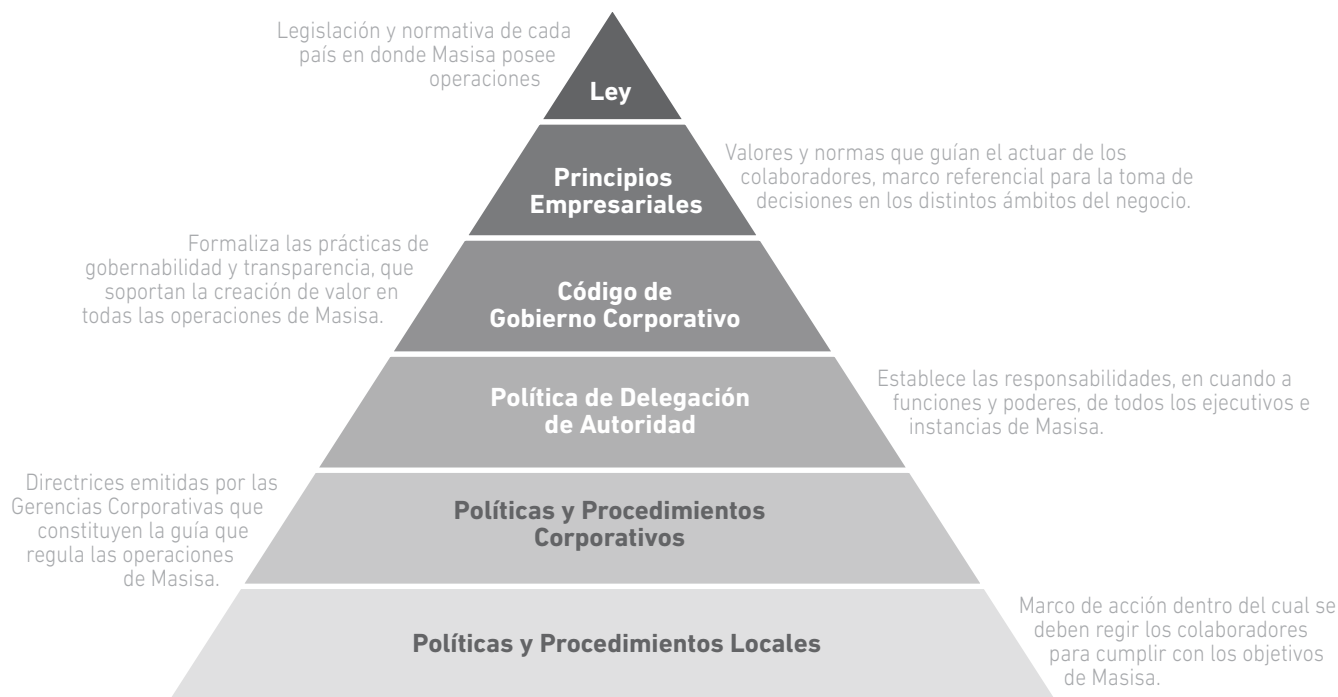 Legislación y normativa de cada
país en donde Masisa posee
operaciones
Ley
Principios
Empresariales
Valores y normas que guían el actuar de los
colaboradores, marco referencial para la toma de
decisiones en los distintos ámbitos del negocio.
Formaliza las prácticas de
gobernabilidad y transparencia, que
soportan la creación de valor en
todas las operaciones de Masisa.
Código de
Gobierno Corporativo
Política de Delegación
de Autoridad
Establece las responsabilidades, en cuando a
funciones y poderes, de todos los ejecutivos e
instancias de Masisa.
Directrices emitidas por las
Gerencias Corporativas que
constituyen la guía que
regula las operaciones
de Masisa.
Políticas y Procedimientos
Corporativos
Políticas y Procedimientos Locales
Marco de acción dentro del cual se
deben regir los colaboradores
para cumplir con los objetivos
de Masisa.